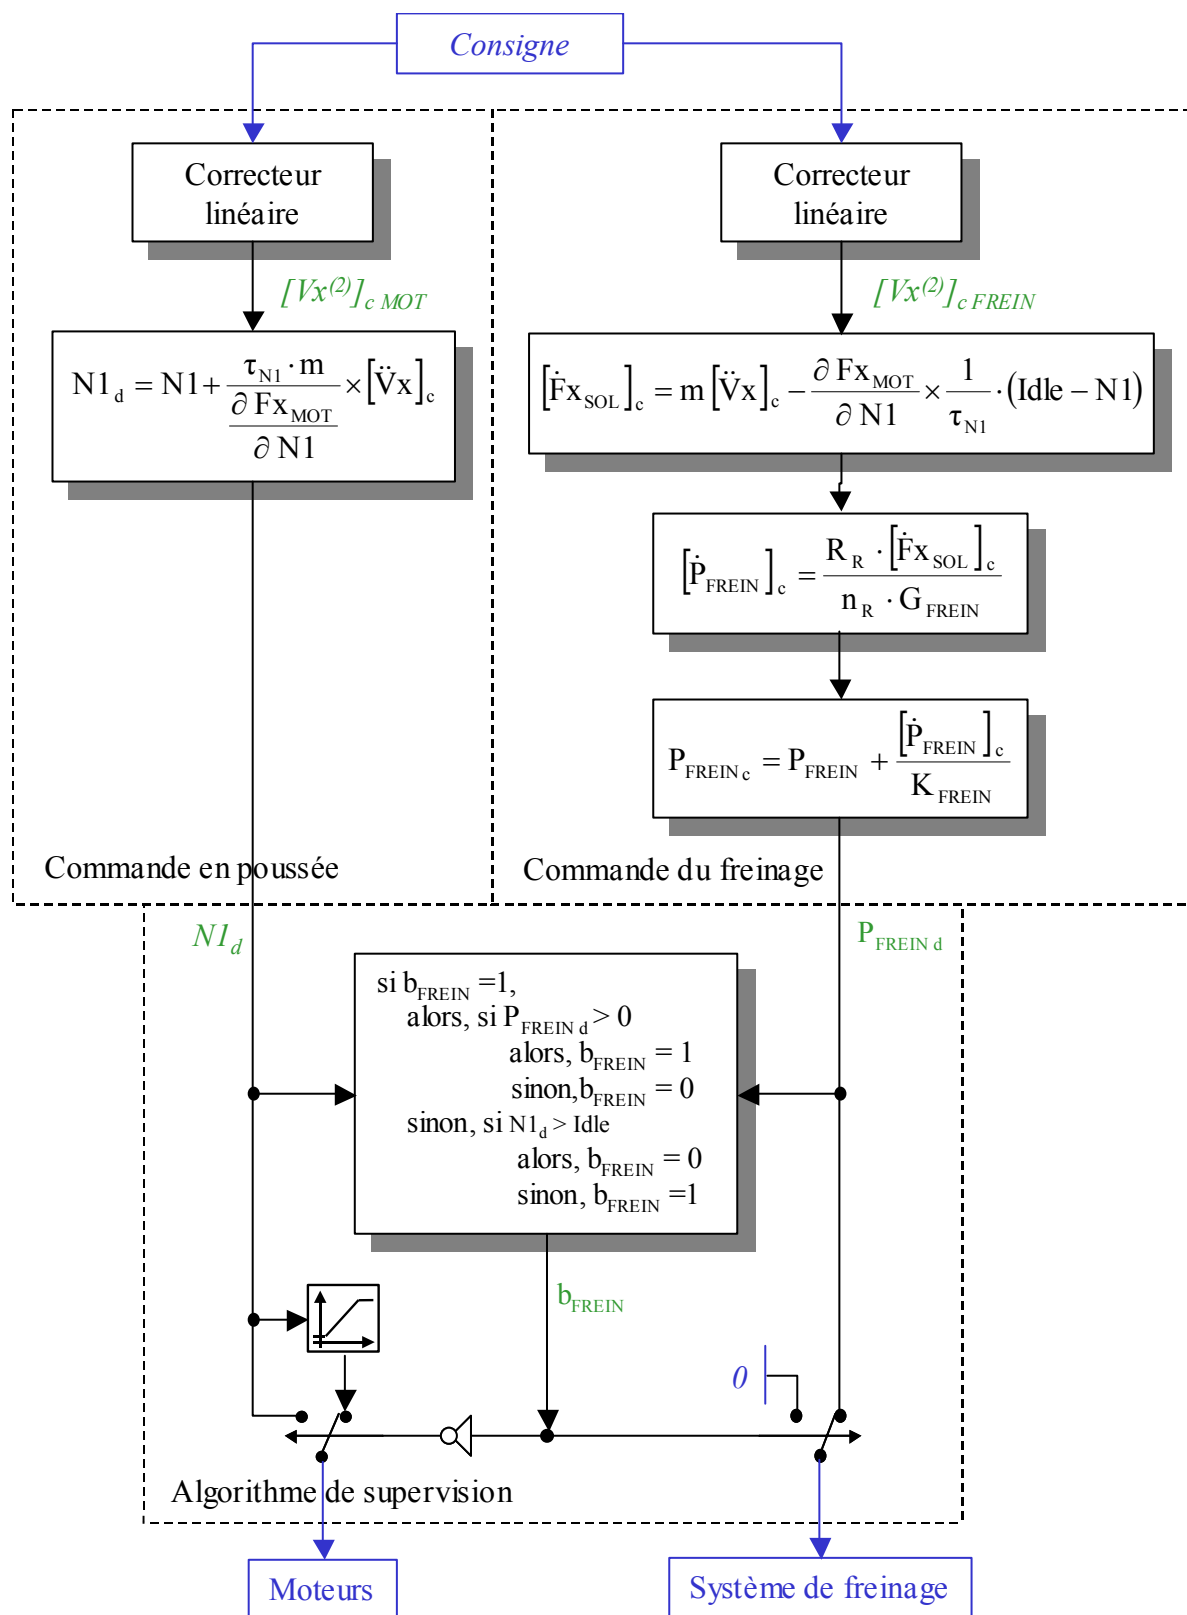 Consigne
Correcteur
linéaire
Correcteur
linéaire
[Vx⁽²⁾]c MOT
[Vx⁽²⁾]c FREIN
N1d = N1 + (τN1 · m) / (∂ FxMOT / ∂ N1) × [V̈x]c
[ḞxSOL]c = m [V̈x]c − ∂ FxMOT / ∂ N1 × 1 / τN1 · (Idle − N1)
[ṖFREIN]c = RR · [ḞxSOL]c / nR · GFREIN
PFREIN c = PFREIN + [ṖFREIN]c / KFREIN
Commande en poussée
Commande du freinage
N1d
PFREIN d
si bFREIN =1,
alors, si PFREIN d > 0
alors, bFREIN = 1
sinon,bFREIN = 0
sinon, si N1d > Idle
alors, bFREIN = 0
sinon, bFREIN =1
bFREIN
0
Algorithme de supervision
Moteurs
Système de freinage